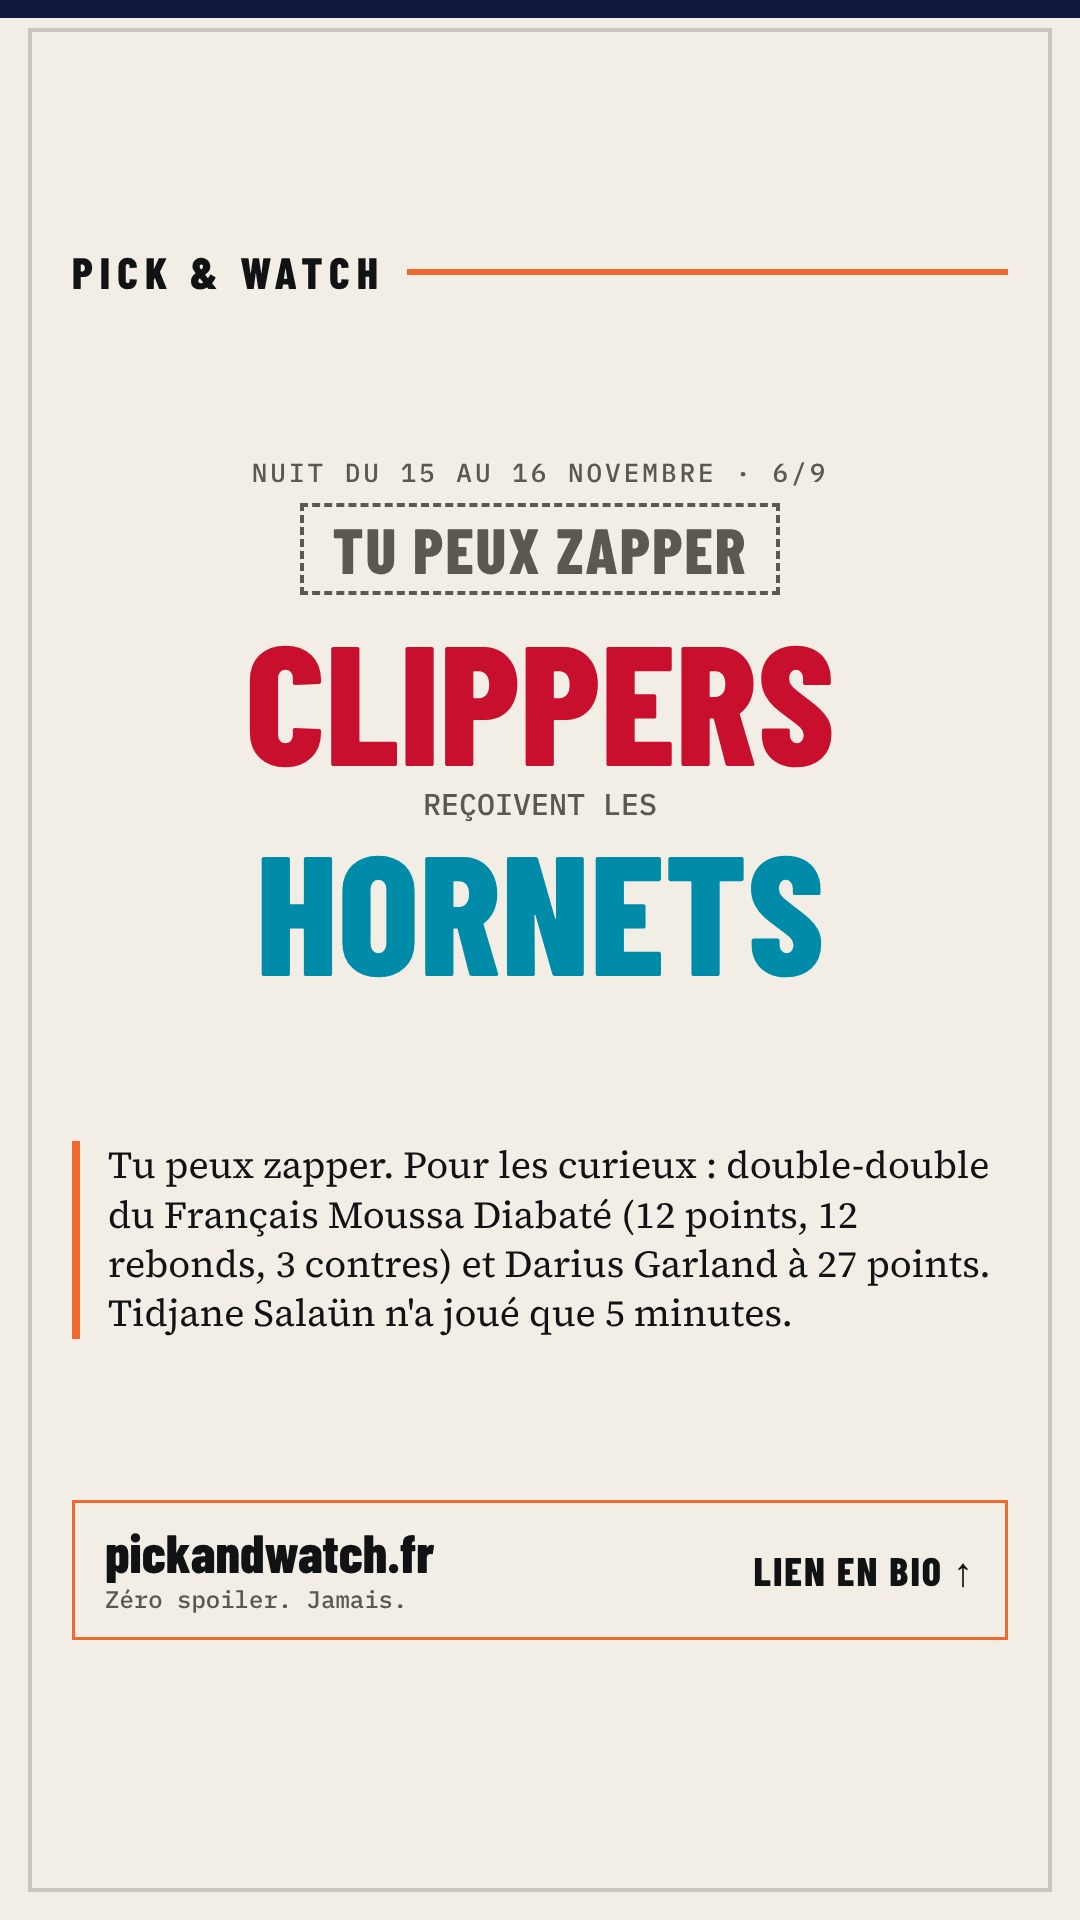 PICK & WATCH
NUIT DU 15 AU 16 NOVEMBRE · 6/9
TU PEUX ZAPPER
CLIPPERS
REÇOIVENT LES
HORNETS
Tu peux zapper. Pour les curieux : double-double
du Français Moussa Diabaté (12 points, 12
rebonds, 3 contres) et Darius Garland à 27 points.
Tidjane Salaün n'a joué que 5 minutes.
pickandwatch.fr
Zéro spoiler. Jamais.
LIEN EN BIO ↑